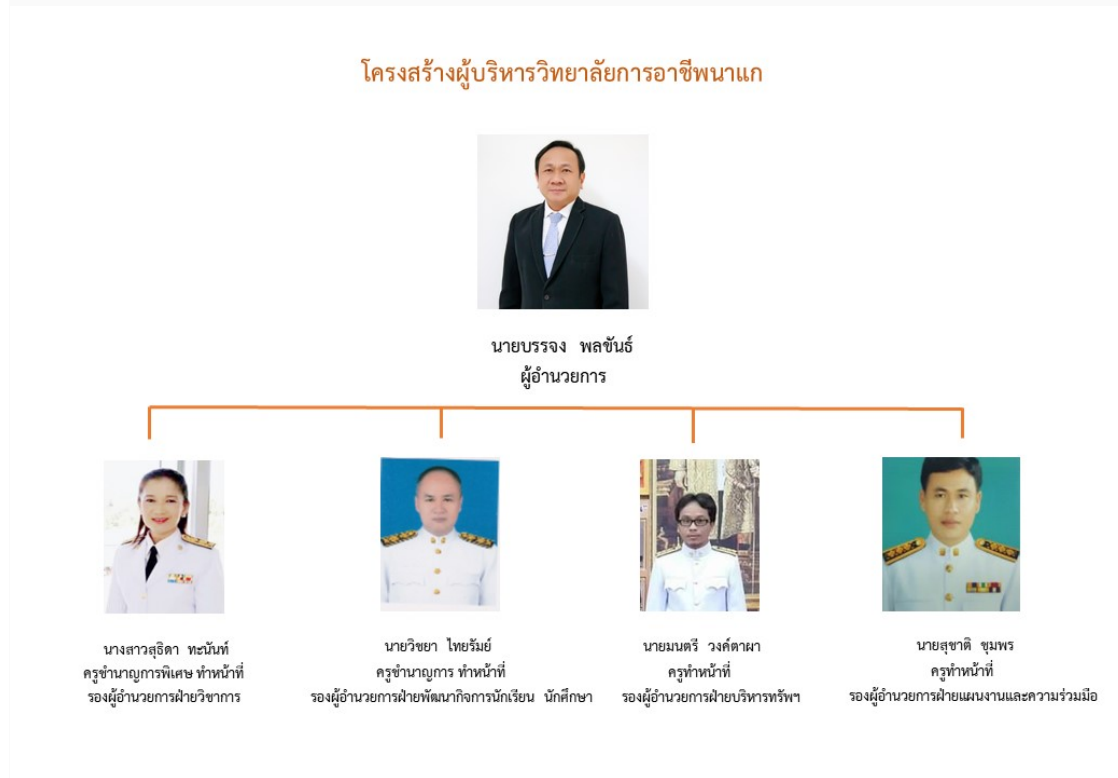 โครงสร้างผู้บริหารวิทยาลัยการอาชีพนาแก
นายบรรจง พลขันธ์
ผู้อำนวยการ
นางสาวสุธิดา ทะนันท์
ครูชำนาญการพิเศษ ทำหน้าที่
รองผู้อำนวยการฝ่ายวิชาการ
นายวิชยา ไทยรัมย์
ครูชำนาญการ ทำหน้าที่
รองผู้อำนวยการฝ่ายพัฒนากิจการนักเรียน นักศึกษา
นายมนตรี วงค์ตาผา
ครูทำหน้าที่
รองผู้อำนวยการฝ่ายบริหารทรัพฯ
นายสุชาติ ชุมพร
ครูทำหน้าที่
รองผู้อำนวยการฝ่ายแผนงานและความร่วมมือ